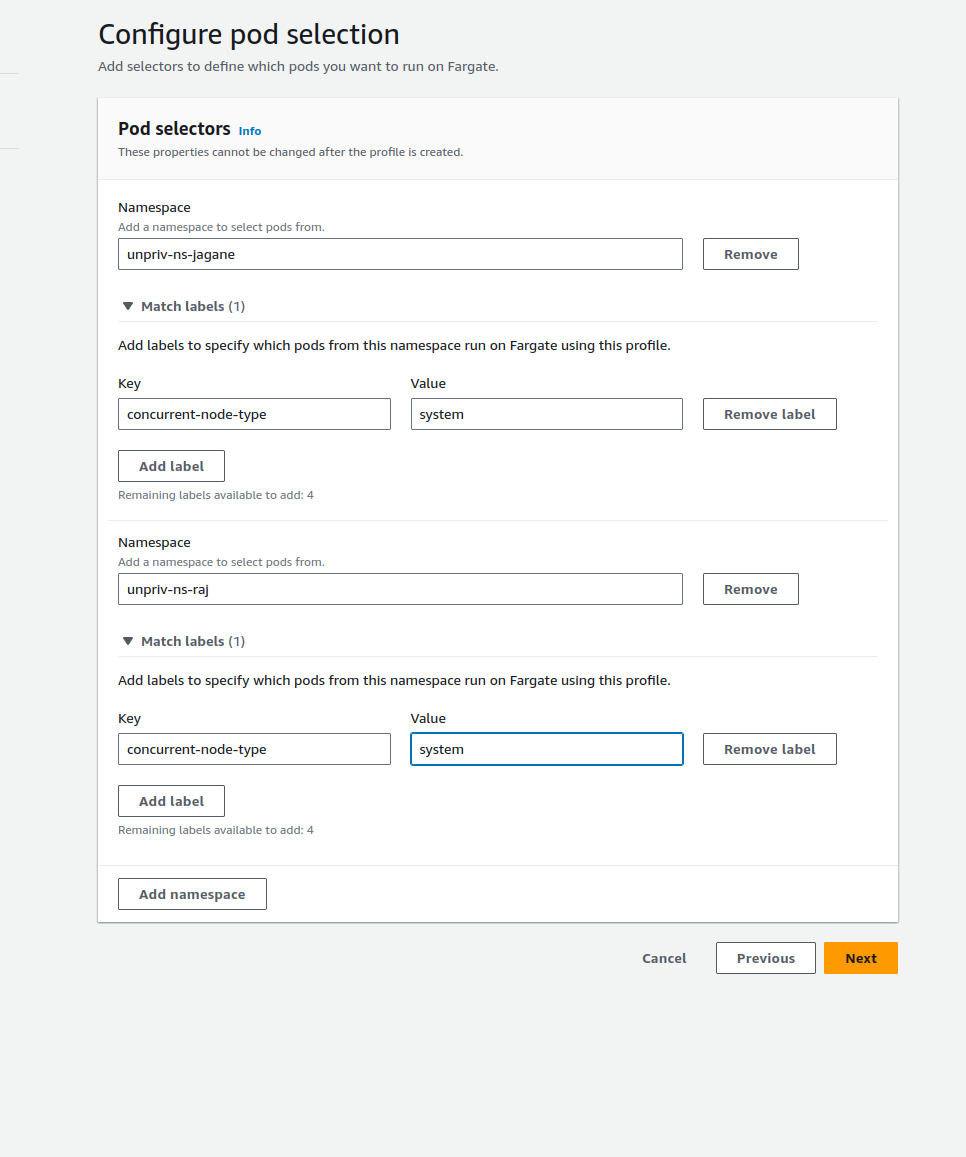 Configure pod selection
Add selectors to define which pods you want to run on Fargate.
Pod selectors Info
These properties cannot be changed after the profile is created.
Namespace
Add a namespace to select pods from.
unpriv-ns-jagane Remove
Match labels (1)
Add labels to specify which pods from this namespace run on Fargate using this profile.
Key Value
concurrent-node-type system Remove label
Add label
Remaining labels available to add: 4
Namespace
Add a namespace to select pods from.
unpriv-ns-raj Remove
Match labels (1)
Add labels to specify which pods from this namespace run on Fargate using this profile.
Key Value
concurrent-node-type system Remove label
Add label
Remaining labels available to add: 4
Add namespace
Cancel Previous Next